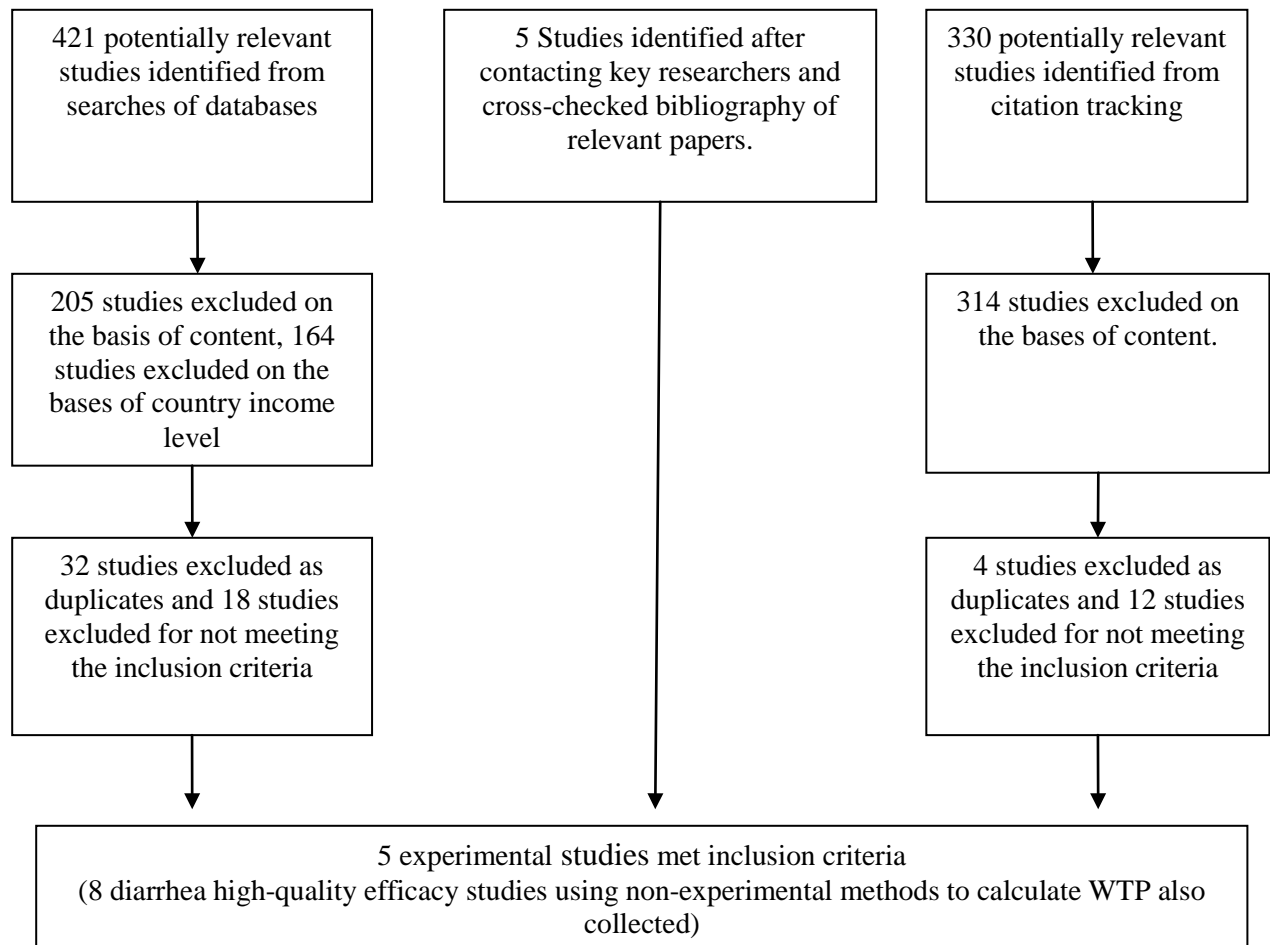 421 potentially relevant
studies identified from
searches of databases
5 Studies identified after
contacting key researchers and
cross-checked bibliography of
relevant papers.
330 potentially relevant
studies identified from
citation tracking
205 studies excluded on
the basis of content, 164
studies excluded on the
bases of country income
level
314 studies excluded on
the bases of content.
32 studies excluded as
duplicates and 18 studies
excluded for not meeting
the inclusion criteria
4 studies excluded as
duplicates and 12 studies
excluded for not meeting
the inclusion criteria
5 experimental studies met inclusion criteria
(8 diarrhea high-quality efficacy studies using non-experimental methods to calculate WTP also
collected)